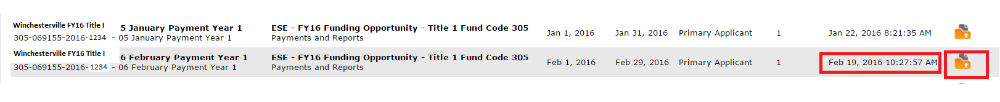 Winchesterville FY16 Title I 5 January Payment Year 1 ESE - FY16 Funding Opportunity - Title 1 Fund Code 305
305-069155-2016-1234 - 05 January Payment Year 1 Payments and Reports Jan 1, 2016 Jan 31, 2016 Primary Applicant 1 Jan 22, 2016 8:21:35 AM
Winchesterville FY16 Title I 6 February Payment Year 1 ESE - FY16 Funding Opportunity - Title 1 Fund Code 305
305-069155-2016-1234 - 06 February Payment Year 1 Payments and Reports Feb 1, 2016 Feb 29, 2016 Primary Applicant 1 Feb 19, 2016 10:27:57 AM